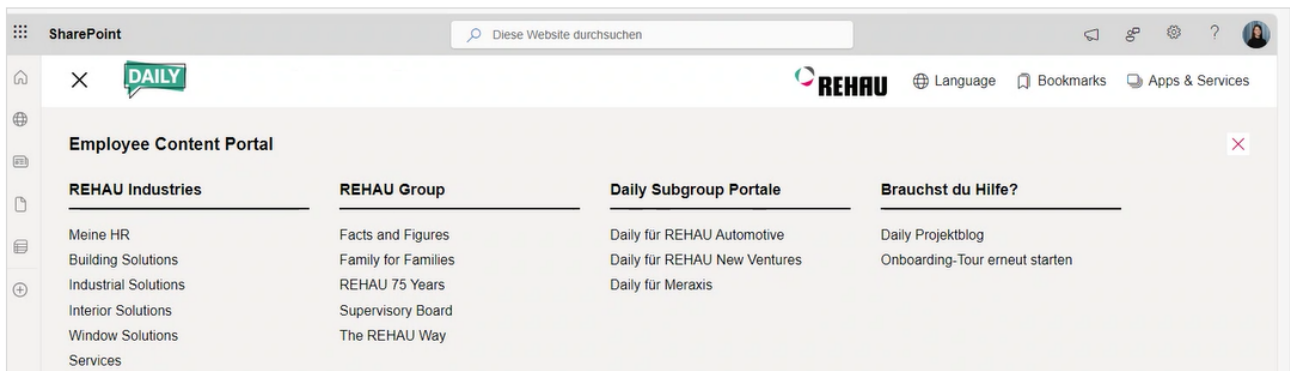 SharePoint
Diese Website durchsuchen
?
DAILY
REHAU
Language
Bookmarks
Apps & Services
Employee Content Portal
REHAU Industries
Meine HR
Building Solutions
Industrial Solutions
Interior Solutions
Window Solutions
Services
REHAU Group
Facts and Figures
Family for Families
REHAU 75 Years
Supervisory Board
The REHAU Way
Daily Subgroup Portale
Daily für REHAU Automotive
Daily für REHAU New Ventures
Daily für Meraxis
Brauchst du Hilfe?
Daily Projektblog
Onboarding-Tour erneut starten